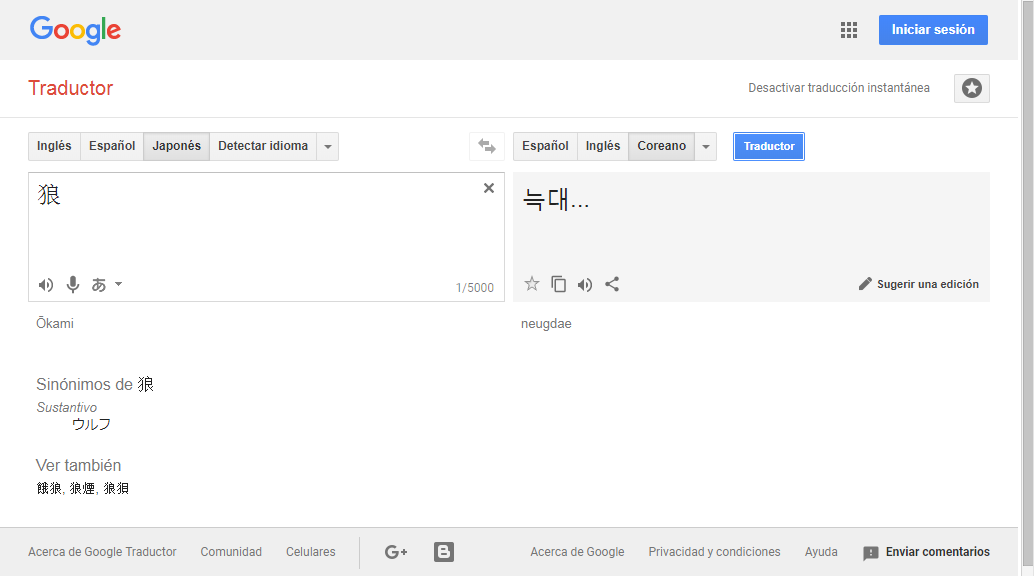 Google
Iniciar sesión
Traductor
Desactivar traducción instantánea
Inglés Español Japonés Detectar idioma
Español Inglés Coreano Traductor
狼
늑대...
あ
1/5000
Sugerir una edición
Ōkami
neugdae
Sinónimos de 狼
Sustantivo
ウルフ
Ver también
餓狼, 狼煙, 狼狽
Acerca de Google Traductor Comunidad Celulares G+ B Acerca de Google Privacidad y condiciones Ayuda Enviar comentarios